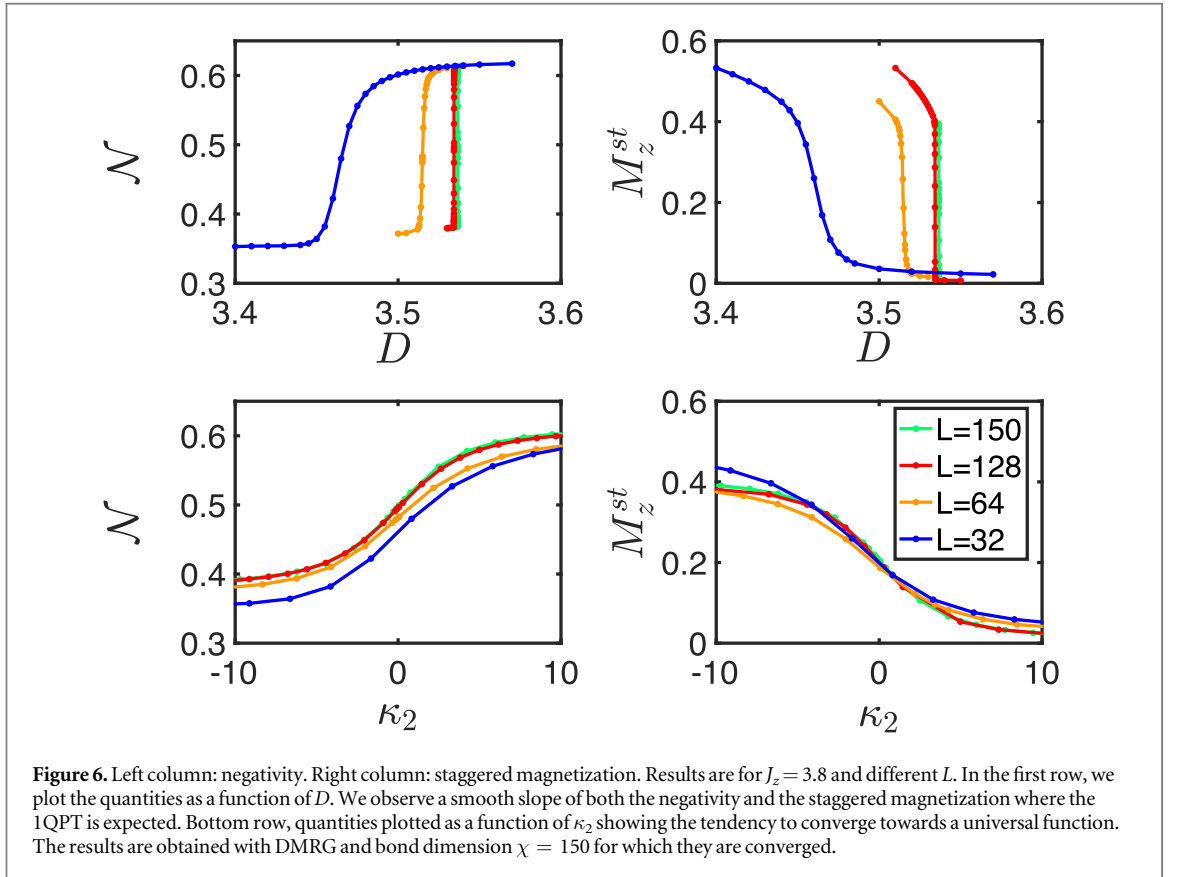 0.6
0.5
0.4
0.3
𝒩
3.4 3.5 3.6
D
0.6
0.4
0.2
0
M_z^{st}
3.4 3.5 3.6
D
0.6
0.5
0.4
0.3
𝒩
-10 0 10
κ₂
0.6
0.4
0.2
0
M_z^{st}
-10 0 10
κ₂
L=150
L=128
L=64
L=32
Figure 6. Left column: negativity. Right column: staggered magnetization. Results are for J_z = 3.8 and different L. In the first row, we
plot the quantities as a function of D. We observe a smooth slope of both the negativity and the staggered magnetization where the
1QPT is expected. Bottom row, quantities plotted as a function of κ₂ showing the tendency to converge towards a universal function.
The results are obtained with DMRG and bond dimension χ = 150 for which they are converged.